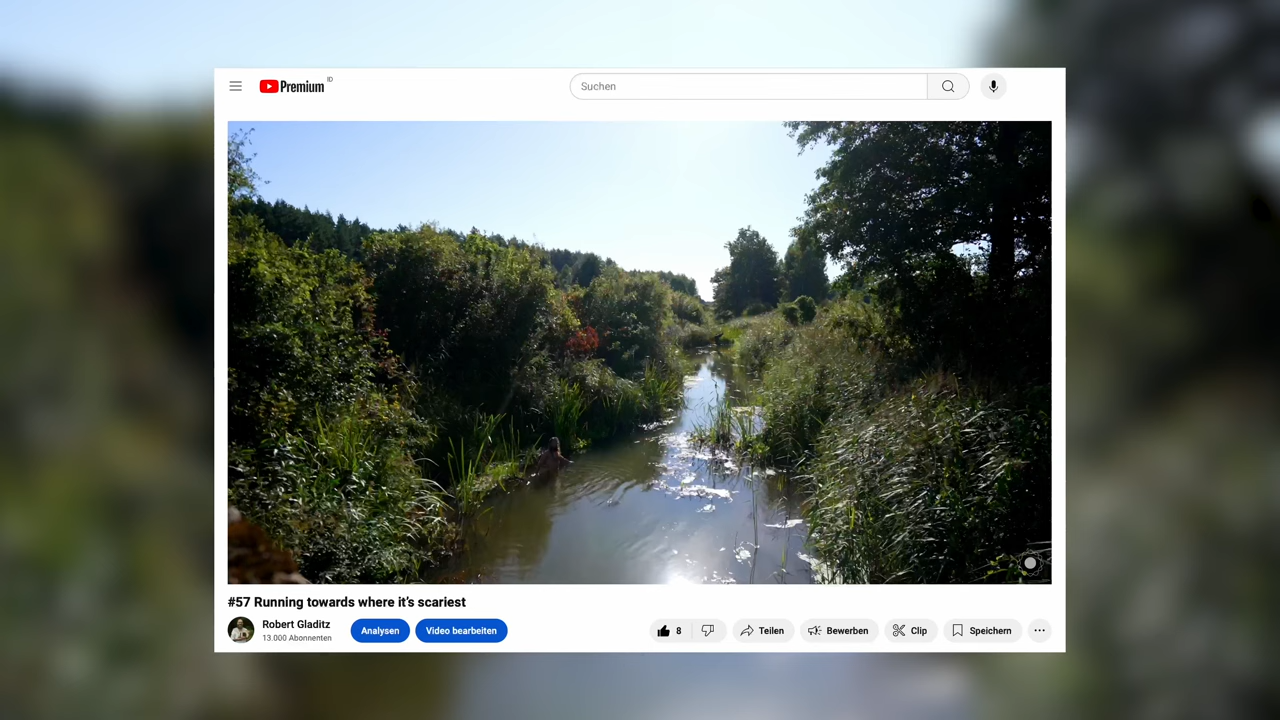 Premium ID
Suchen
#57 Running towards where it's scariest
Robert Gladitz
13.000 Abonnenten
Analysen
Video bearbeiten
8
Teilen
Bewerben
Clip
Speichern